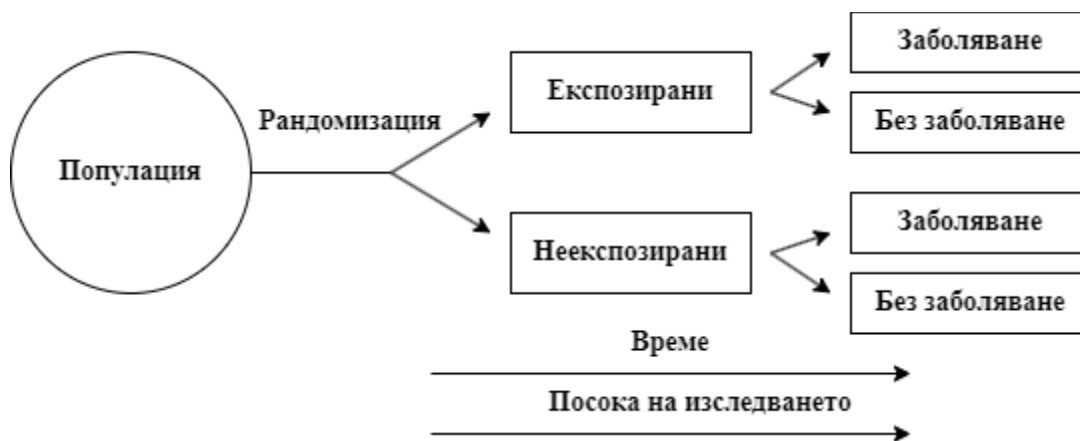 Популация
Рандомизация
Експозирани
Заболяване
Без заболяване
Неекспозирани
Заболяване
Без заболяване
Време
Посока на изследването